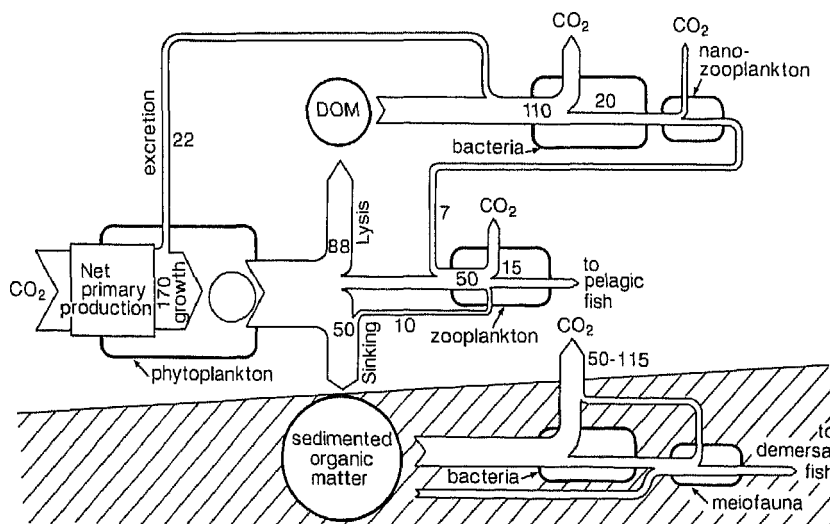 CO2
CO2
nano-
zooplankton
DOM
110
20
bacteria
excretion
22
7
CO2
Lysis
88
Net
primary
production
CO2
170
growth
50
15
to
pelagic
fish
50
Sinking
10
zooplankton
CO2
phytoplankton
50-115
sedimented
organic
matter
bacteria
to
demersa
fish
meiofauna